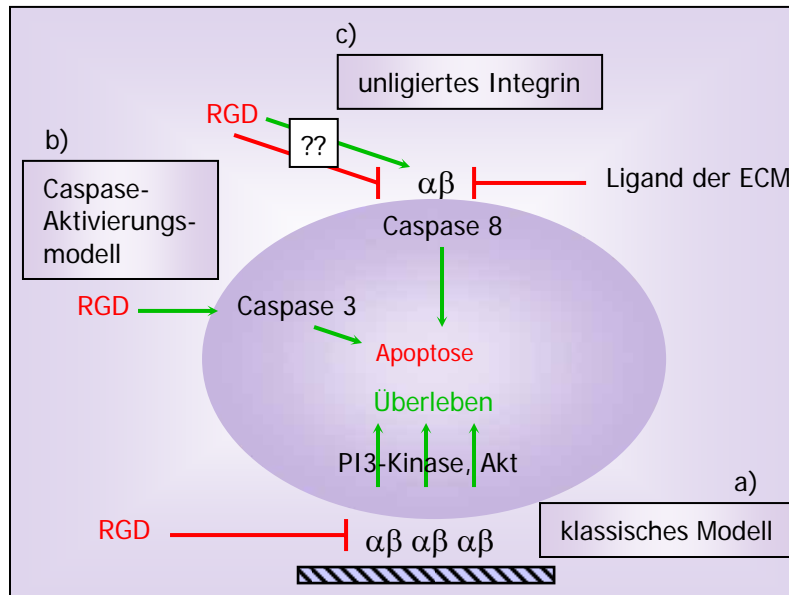 c)
unligiertes Integrin
RGD
??
b)
Caspase-
Aktivierungs-
modell
αβ
Ligand der ECM
Caspase 8
RGD
Caspase 3
Apoptose
Überleben
PI3-Kinase, Akt
a)
klassisches Modell
RGD
αβ αβ αβ